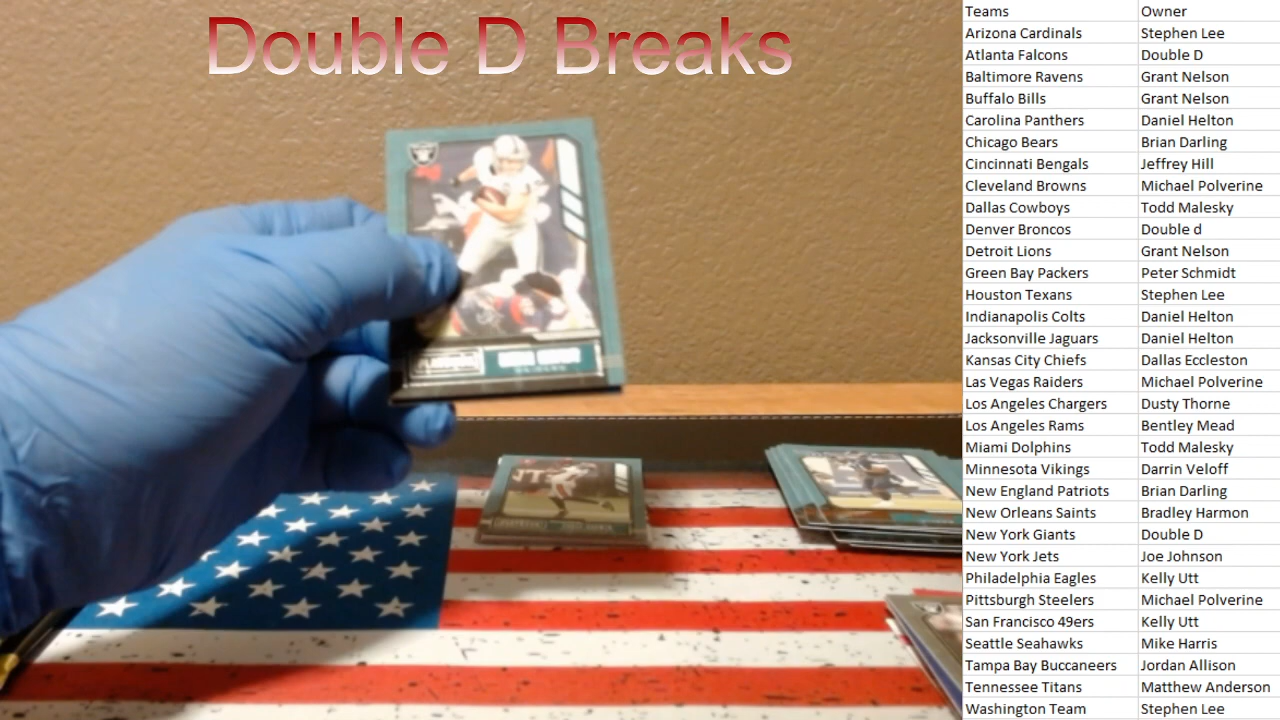 Double D Breaks
Teams Owner
Arizona Cardinals Stephen Lee
Atlanta Falcons Double D
Baltimore Ravens Grant Nelson
Buffalo Bills Grant Nelson
Carolina Panthers Daniel Helton
Chicago Bears Brian Darling
Cincinnati Bengals Jeffrey Hill
Cleveland Browns Michael Polverine
Dallas Cowboys Todd Malesky
Denver Broncos Double d
Detroit Lions Grant Nelson
Green Bay Packers Peter Schmidt
Houston Texans Stephen Lee
Indianapolis Colts Daniel Helton
Jacksonville Jaguars Daniel Helton
Kansas City Chiefs Dallas Eccleston
Las Vegas Raiders Michael Polverine
Los Angeles Chargers Dusty Thorne
Los Angeles Rams Bentley Mead
Miami Dolphins Todd Malesky
Minnesota Vikings Darrin Veloff
New England Patriots Brian Darling
New Orleans Saints Bradley Harmon
New York Giants Double D
New York Jets Joe Johnson
Philadelphia Eagles Kelly Utt
Pittsburgh Steelers Michael Polverine
San Francisco 49ers Kelly Utt
Seattle Seahawks Mike Harris
Tampa Bay Buccaneers Jordan Allison
Tennessee Titans Matthew Anderson
Washington Team Stephen Lee